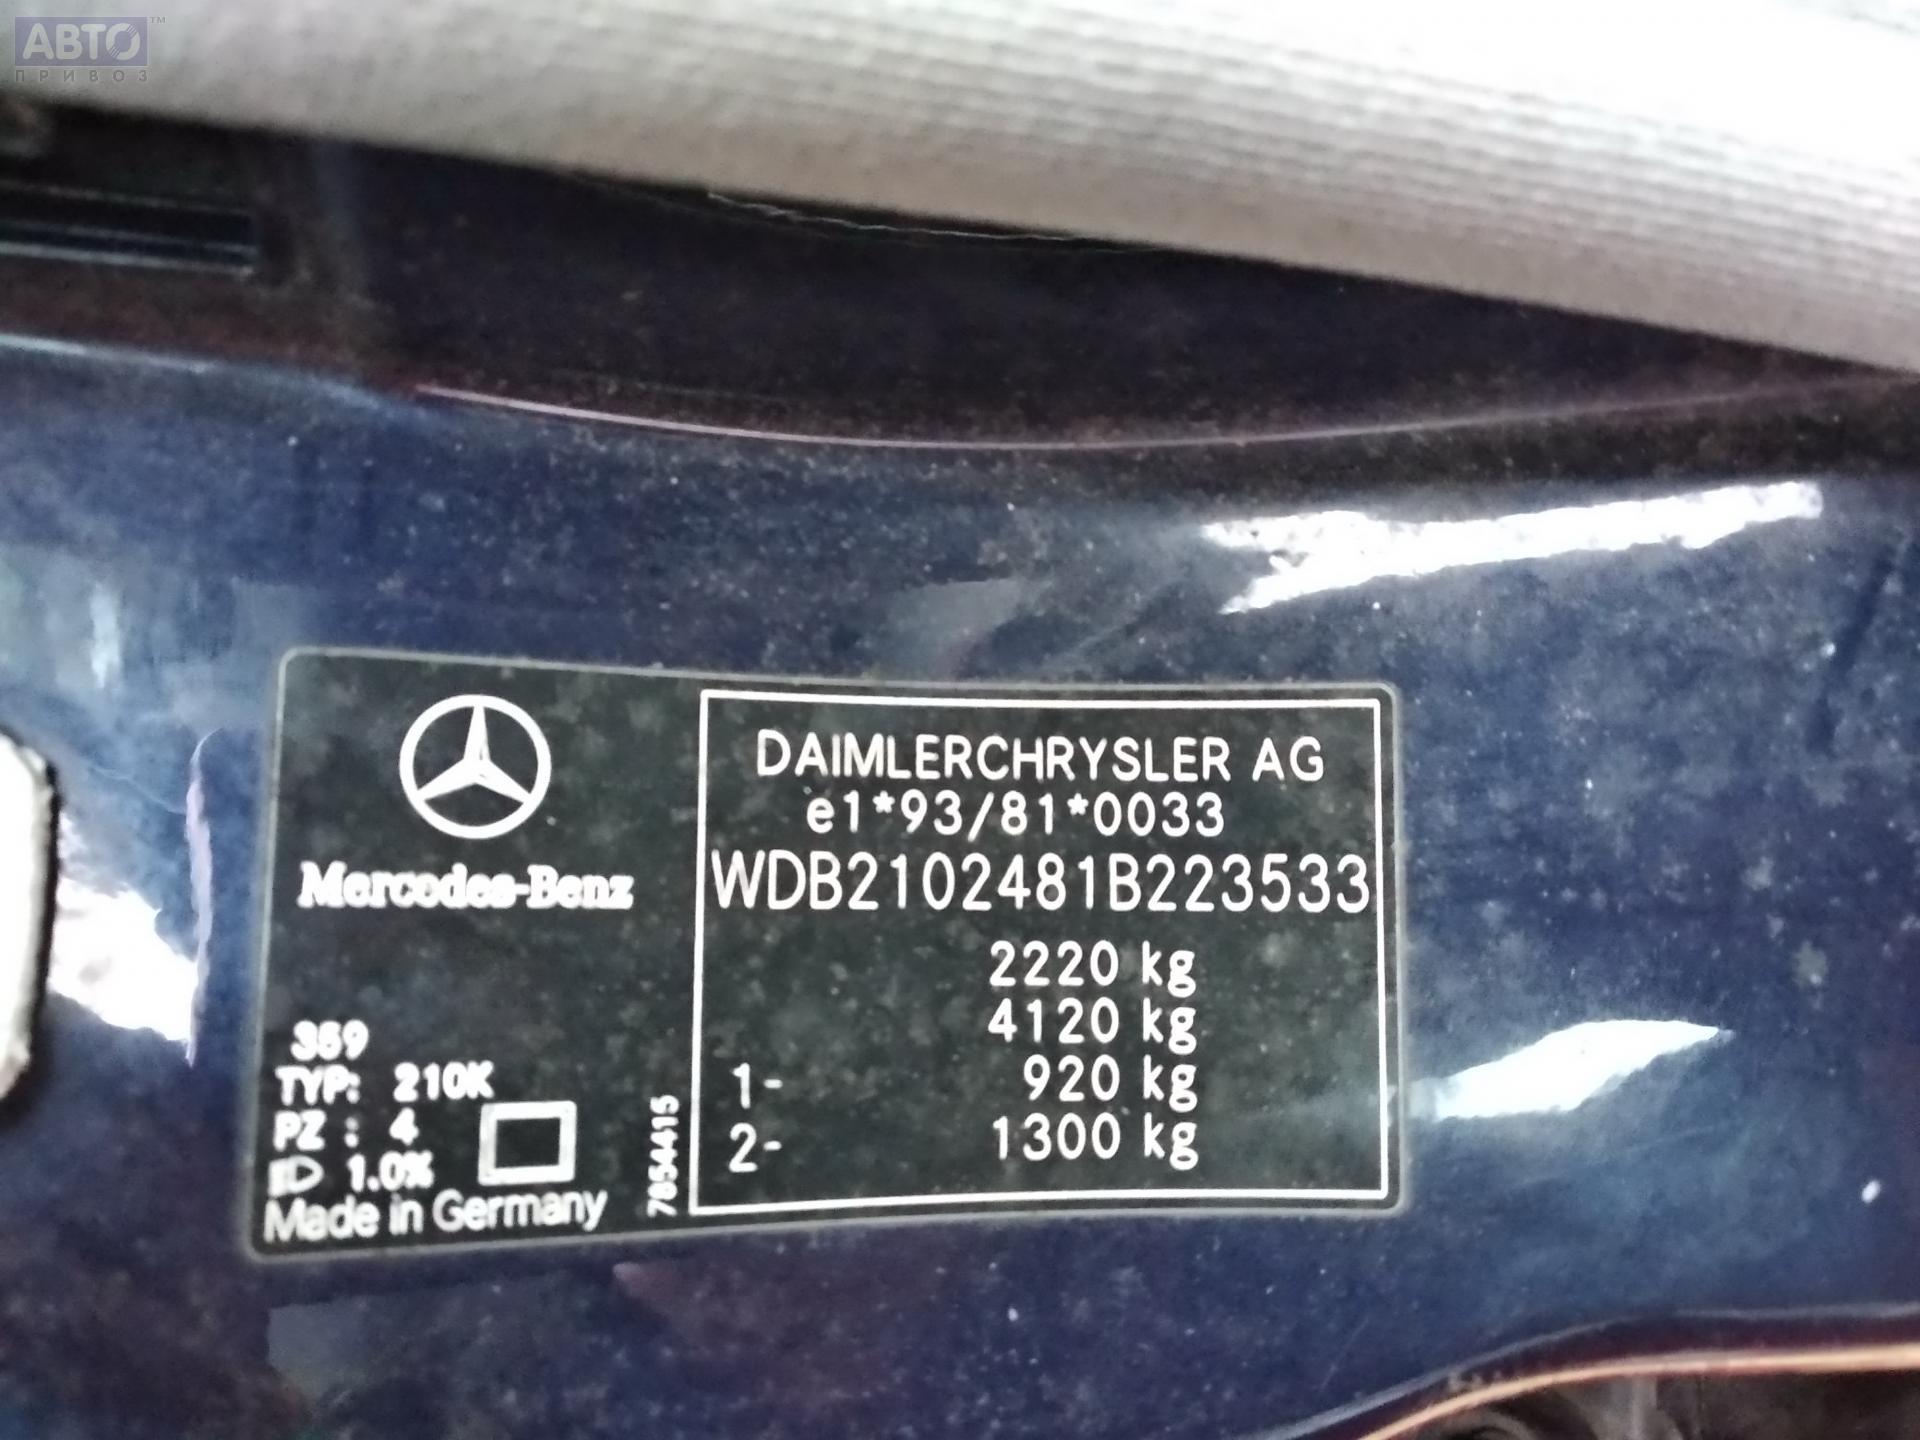 АВТО™
ПРИВОЗ
Mercedes-Benz
359
TYP: 210K
PZ : 4
1.0%
Made in Germany
7854415
DAIMLERCHRYSLER AG
e1*93/81*0033
WDB2102481B223533
2220 kg
4120 kg
1- 920 kg
2- 1300 kg